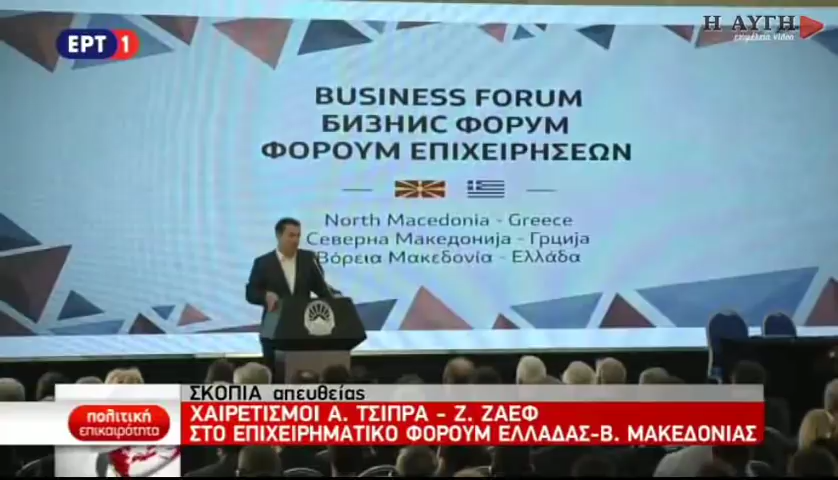 ΕΡΤ 1
Η ΑΥΓΗ
επιμέλεια Video
BUSINESS FORUM
БИЗНИС ФОРУМ
ΦΟΡΟΥΜ ΕΠΙΧΕΙΡΗΣΕΩΝ
North Macedonia - Greece
Северна Македонија - Грција
Βόρεια Μακεδονία - Ελλάδα
ΣΚΟΠΙΑ απευθείας
πολιτική
επικαιρότητα
ΧΑΙΡΕΤΙΣΜΟΙ Α. ΤΣΙΠΡΑ - Ζ. ΖΑΕΦ
ΣΤΟ ΕΠΙΧΕΙΡΗΜΑΤΙΚΟ ΦΟΡΟΥΜ ΕΛΛΑΔΑΣ-Β. ΜΑΚΕΔΟΝΙΑΣ